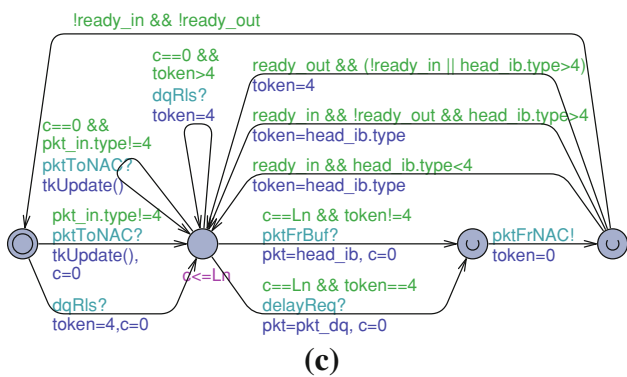 !ready_in && !ready_out
c==0 &&
token>4
dqRls?
token=4
ready_out && (!ready_in || head_ib.type>4)
token=4
ready_in && !ready_out && head_ib.type>4
token=head_ib.type
ready_in && head_ib.type<4
token=head_ib.type
c==0 &&
pkt_in.type!=4
pktToNAC?
tkUpdate()
pkt_in.type!=4
pktToNAC?
tkUpdate(),
c=0
dqRls?
token=4,c=0
c<=Ln
c==Ln && token!=4
pktFrBuf?
pkt=head_ib, c=0
c==Ln && token==4
delayReq?
pkt=pkt_dq, c=0
U
pktFrNAC!
token=0
U
(c)